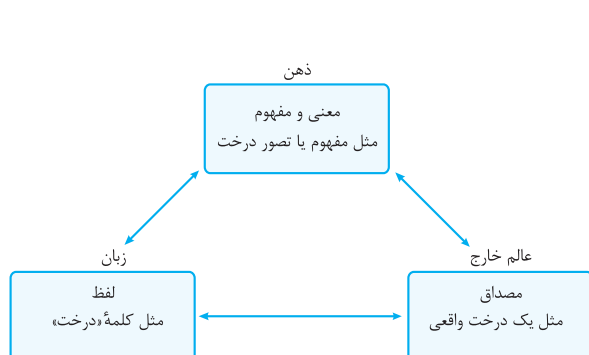 ذهن
معنی و مفهوم
مثل مفهوم یا تصور درخت
عالم خارج
مصداق
مثل یک درخت واقعی
زبان
لفظ
مثل کلمهٔ «درخت»